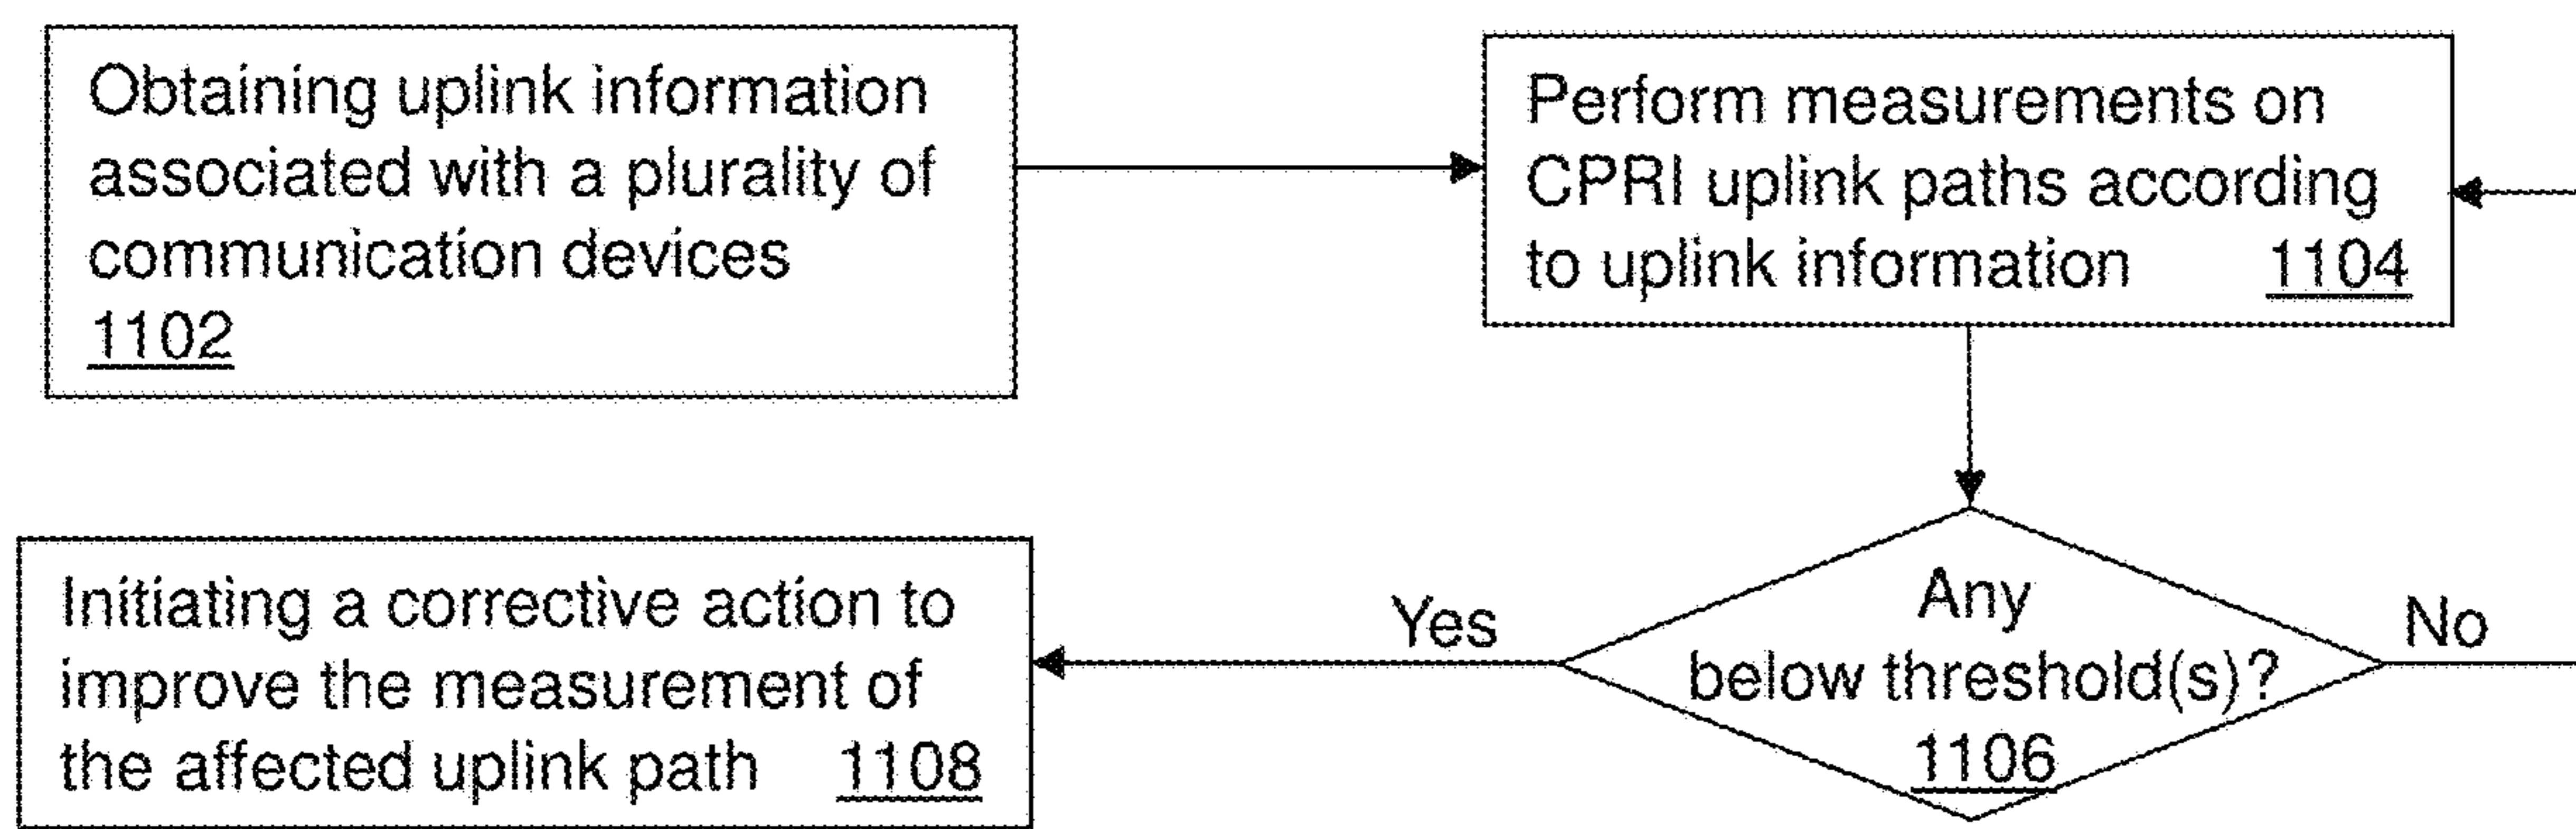 Obtaining uplink information
associated with a plurality of
communication devices
1102
Perform measurements on
CPRI uplink paths according
to uplink information 1104
Any
below threshold(s)?
1106
Yes
No
Initiating a corrective action to
improve the measurement of
the affected uplink path 1108